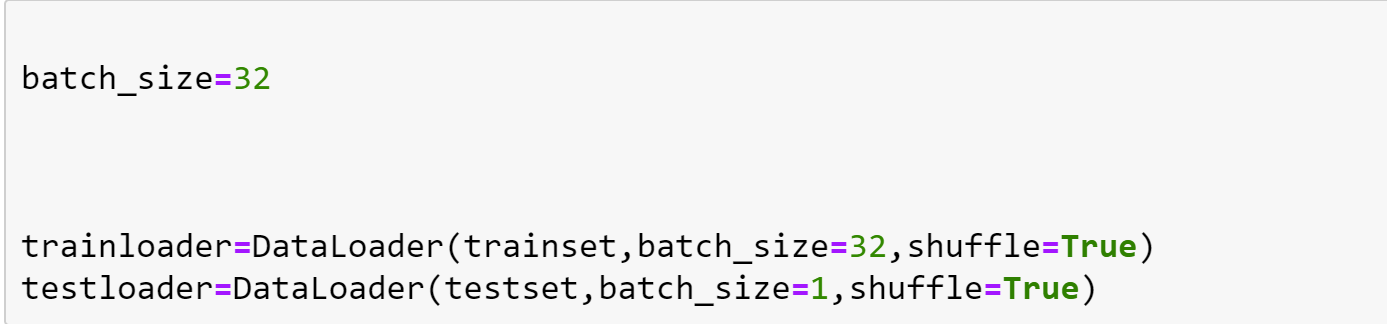 batch_size=32
trainloader=DataLoader(trainset,batch_size=32,shuffle=True)
testloader=DataLoader(testset,batch_size=1,shuffle=True)